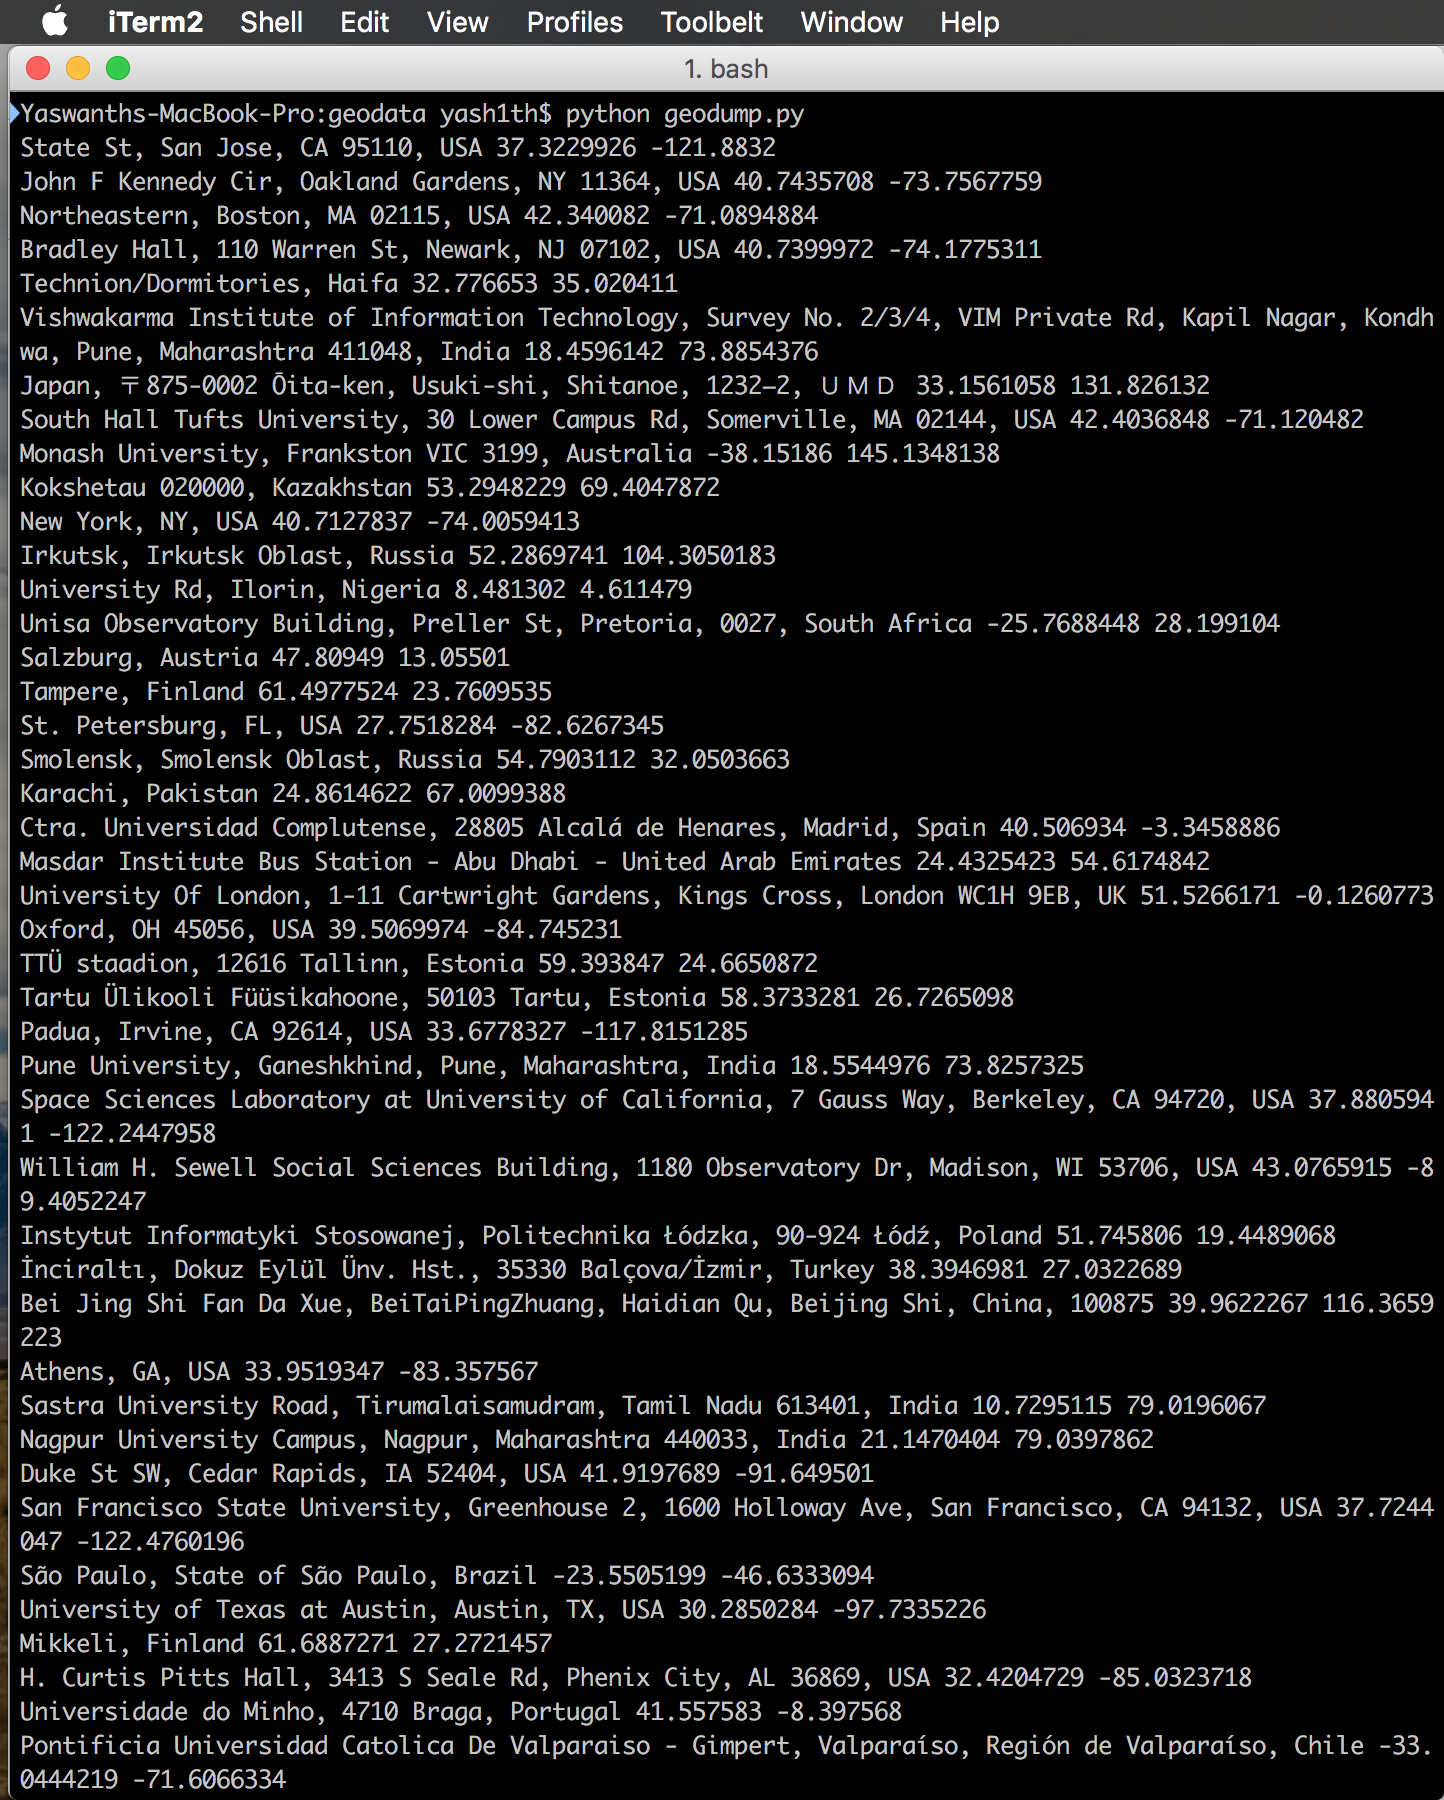 iTerm2 Shell Edit View Profiles Toolbelt Window Help
1. bash
Yaswanths-MacBook-Pro:geodata yash1th$ python geodump.py
State St, San Jose, CA 95110, USA 37.3229926 -121.8832
John F Kennedy Cir, Oakland Gardens, NY 11364, USA 40.7435708 -73.7567759
Northeastern, Boston, MA 02115, USA 42.340082 -71.0894884
Bradley Hall, 110 Warren St, Newark, NJ 07102, USA 40.7399972 -74.1775311
Technion/Dormitories, Haifa 32.776653 35.020411
Vishwakarma Institute of Information Technology, Survey No. 2/3/4, VIM Private Rd, Kapil Nagar, Kondh
wa, Pune, Maharashtra 411048, India 18.4596142 73.8854376
Japan, 〒875-0002 Ōita-ken, Usuki-shi, Shitanoe, 1232−2, ＵＭＤ 33.1561058 131.826132
South Hall Tufts University, 30 Lower Campus Rd, Somerville, MA 02144, USA 42.4036848 -71.120482
Monash University, Frankston VIC 3199, Australia -38.15186 145.1348138
Kokshetau 020000, Kazakhstan 53.2948229 69.4047872
New York, NY, USA 40.7127837 -74.0059413
Irkutsk, Irkutsk Oblast, Russia 52.2869741 104.3050183
University Rd, Ilorin, Nigeria 8.481302 4.611479
Unisa Observatory Building, Preller St, Pretoria, 0027, South Africa -25.7688448 28.199104
Salzburg, Austria 47.80949 13.05501
Tampere, Finland 61.4977524 23.7609535
St. Petersburg, FL, USA 27.7518284 -82.6267345
Smolensk, Smolensk Oblast, Russia 54.7903112 32.0503663
Karachi, Pakistan 24.8614622 67.0099388
Ctra. Universidad Complutense, 28805 Alcalá de Henares, Madrid, Spain 40.506934 -3.3458886
Masdar Institute Bus Station - Abu Dhabi - United Arab Emirates 24.4325423 54.6174842
University Of London, 1-11 Cartwright Gardens, Kings Cross, London WC1H 9EB, UK 51.5266171 -0.1260773
Oxford, OH 45056, USA 39.5069974 -84.745231
TTÜ staadion, 12616 Tallinn, Estonia 59.393847 24.6650872
Tartu Ülikooli Füüsikahoone, 50103 Tartu, Estonia 58.3733281 26.7265098
Padua, Irvine, CA 92614, USA 33.6778327 -117.8151285
Pune University, Ganeshkhind, Pune, Maharashtra, India 18.5544976 73.8257325
Space Sciences Laboratory at University of California, 7 Gauss Way, Berkeley, CA 94720, USA 37.880594
1 -122.2447958
William H. Sewell Social Sciences Building, 1180 Observatory Dr, Madison, WI 53706, USA 43.0765915 -8
9.4052247
Instytut Informatyki Stosowanej, Politechnika Łódzka, 90-924 Łódź, Poland 51.745806 19.4489068
İnciraltı, Dokuz Eylül Ünv. Hst., 35330 Balçova/İzmir, Turkey 38.3946981 27.0322689
Bei Jing Shi Fan Da Xue, BeiTaiPingZhuang, Haidian Qu, Beijing Shi, China, 100875 39.9622267 116.3659
223
Athens, GA, USA 33.9519347 -83.357567
Sastra University Road, Tirumalaisamudram, Tamil Nadu 613401, India 10.7295115 79.0196067
Nagpur University Campus, Nagpur, Maharashtra 440033, India 21.1470404 79.0397862
Duke St SW, Cedar Rapids, IA 52404, USA 41.9197689 -91.649501
San Francisco State University, Greenhouse 2, 1600 Holloway Ave, San Francisco, CA 94132, USA 37.7244
047 -122.4760196
São Paulo, State of São Paulo, Brazil -23.5505199 -46.6333094
University of Texas at Austin, Austin, TX, USA 30.2850284 -97.7335226
Mikkeli, Finland 61.6887271 27.2721457
H. Curtis Pitts Hall, 3413 S Seale Rd, Phenix City, AL 36869, USA 32.4204729 -85.0323718
Universidade do Minho, 4710 Braga, Portugal 41.557583 -8.397568
Pontificia Universidad Catolica De Valparaiso - Gimpert, Valparaíso, Región de Valparaíso, Chile -33.
0444219 -71.6066334